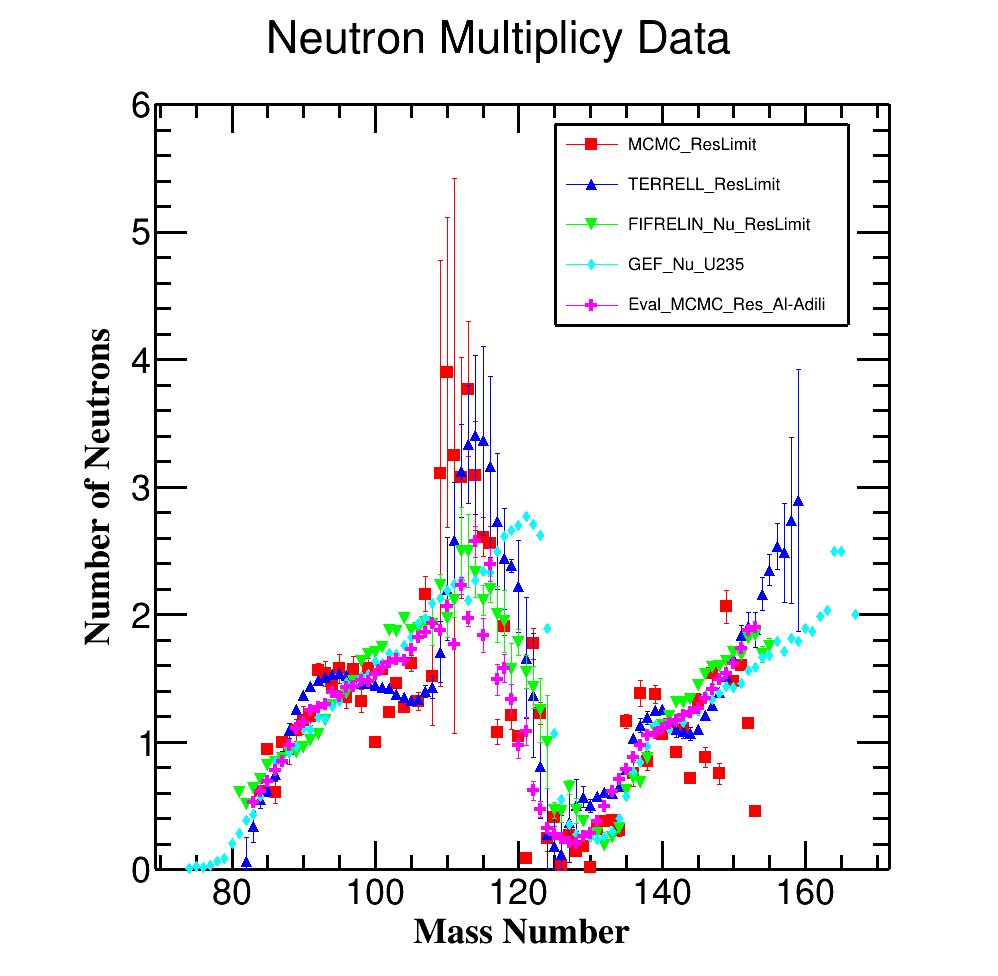 Neutron Multiplicy Data
6
MCMC_ResLimit
TERRELL_ResLimit
5
FIFRELIN_Nu_ResLimit
GEF_Nu_U235
Eval_MCMC_Res_Al-Adili
4
Number of Neutrons
3
2
1
0
80 100 120 140 160
Mass Number